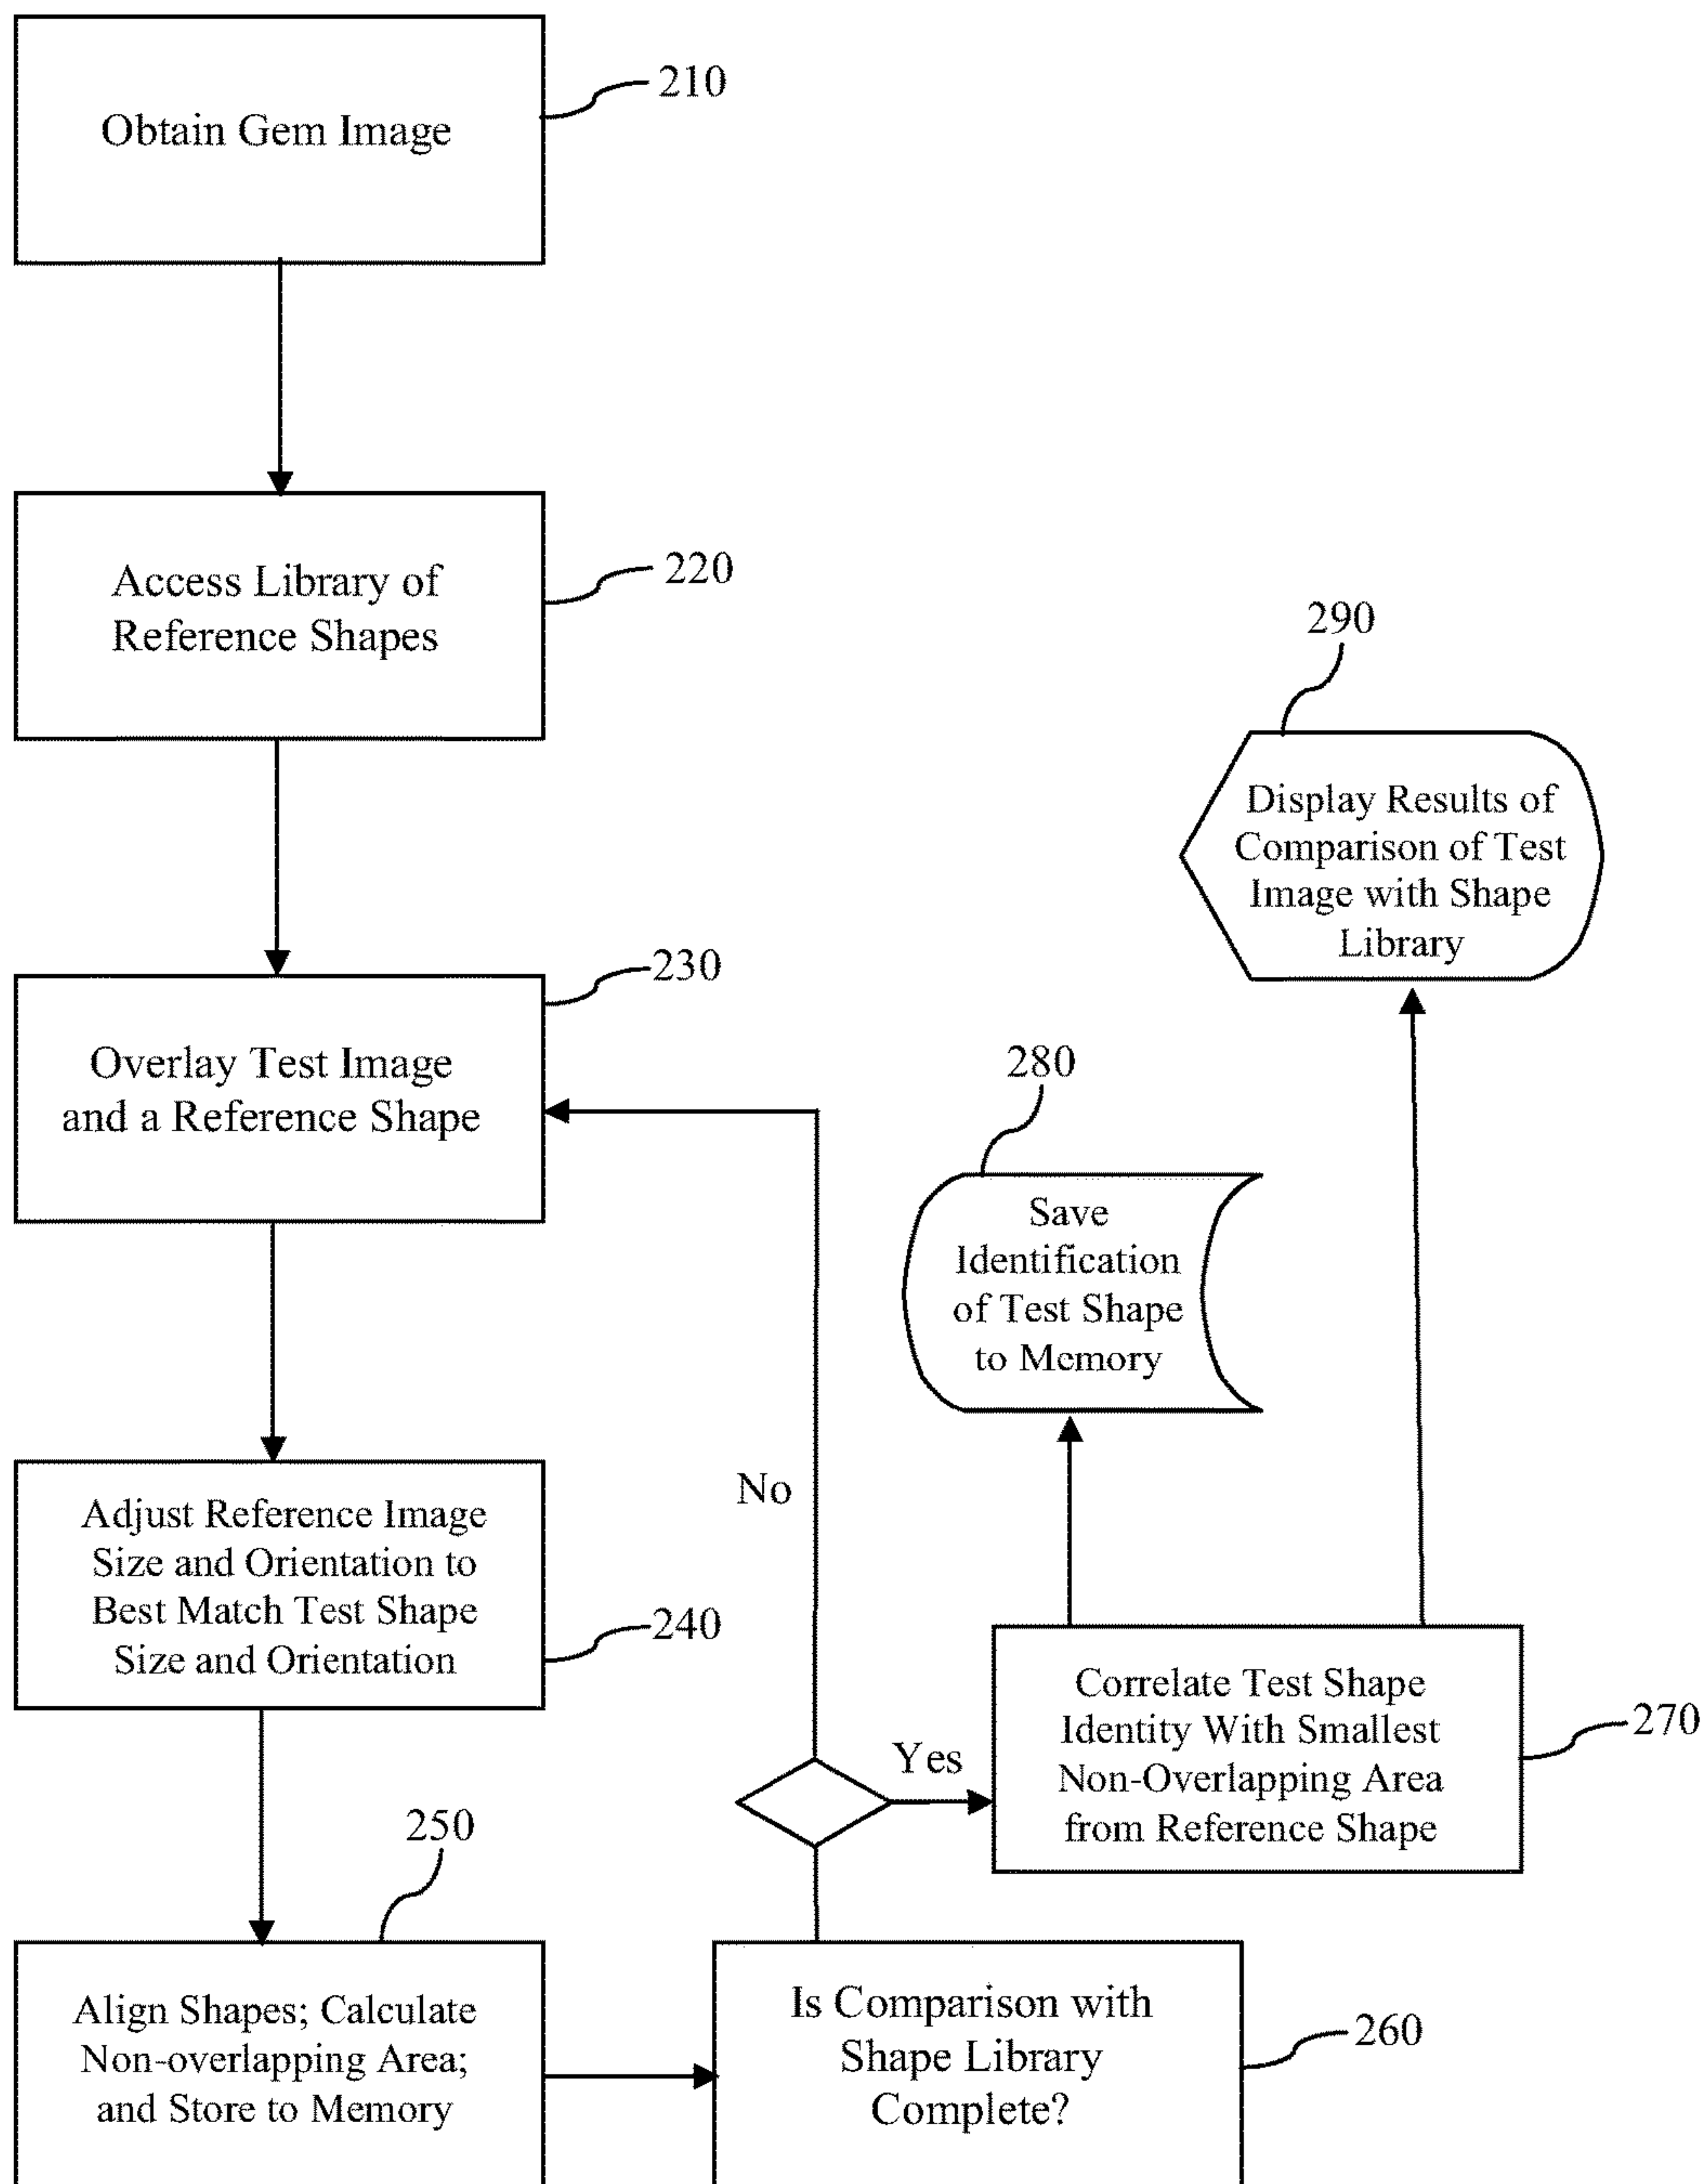 210
Obtain Gem Image
220
Access Library of
Reference Shapes
290
Display Results of
Comparison of Test
Image with Shape
Library
230
Overlay Test Image
and a Reference Shape
280
Save
Identification
of Test Shape
to Memory
No
Adjust Reference Image
Size and Orientation to
Best Match Test Shape
Size and Orientation
240
Correlate Test Shape
Identity With Smallest
Non-Overlapping Area
from Reference Shape
270
Yes
250
Align Shapes; Calculate
Non-overlapping Area;
and Store to Memory
Is Comparison with
Shape Library
Complete?
260